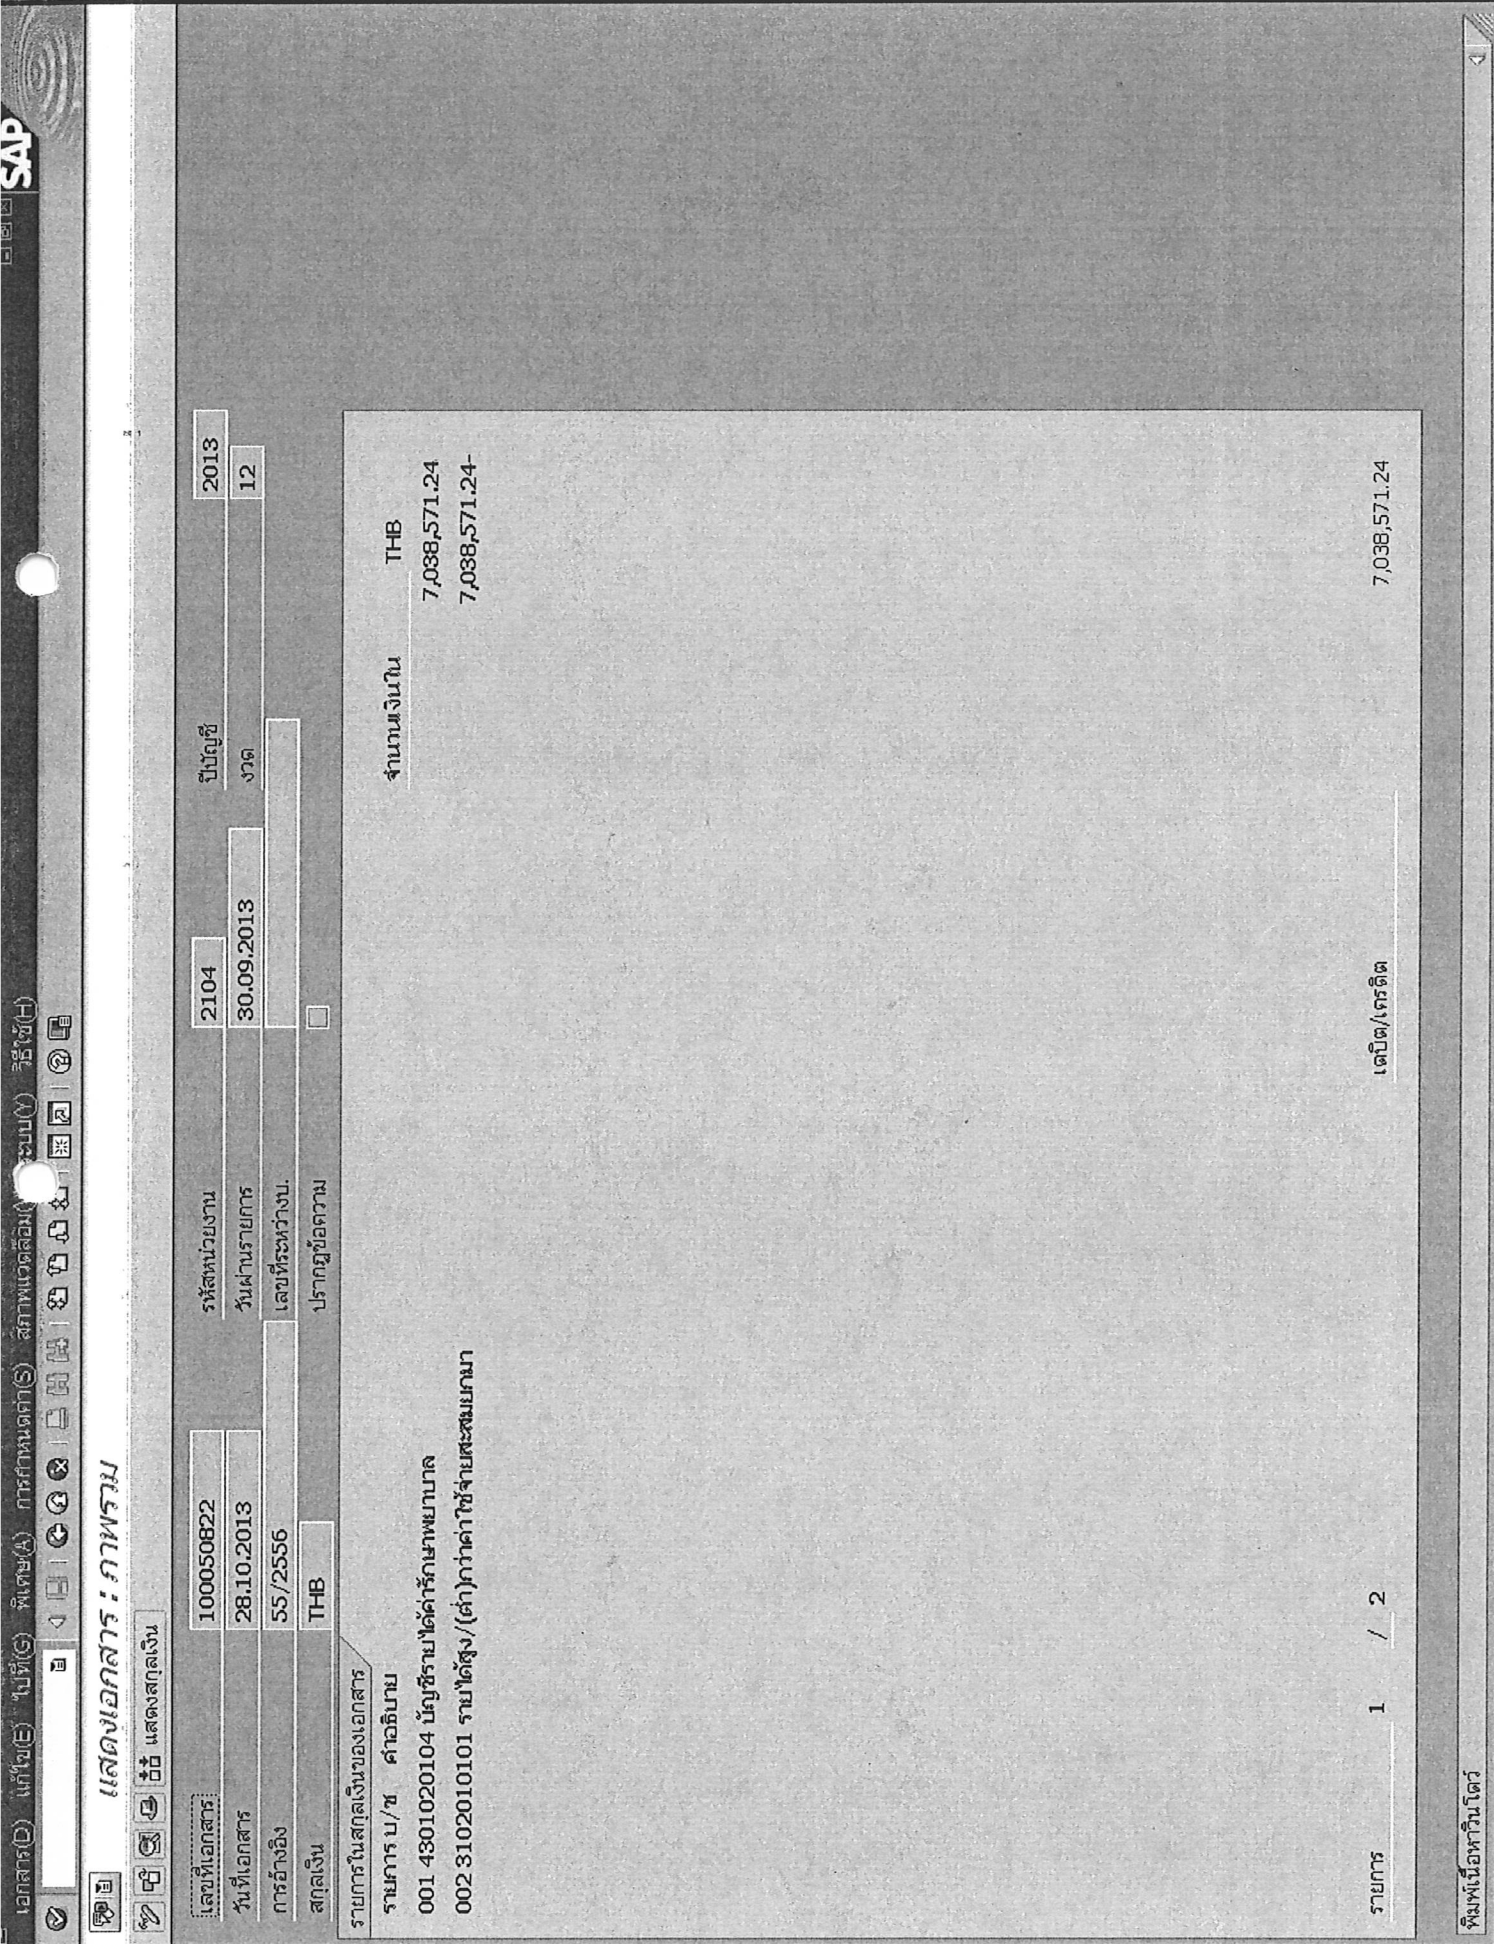 เอกสาร(D) แก้ไข(E) ไปที่(G) พิเศษ(A) การกำหนดค่า(S) สภาพแวดล้อม( ระบบ(Y) วิธีใช้(H)
SAP
แสดงเอกสาร : ภาพรวม
แสดงสกุลเงิน
เลขที่เอกสาร 100050822 รหัสหน่วยงาน 2104 ปีบัญชี 2013
วันที่เอกสาร 28.10.2013 วันผ่านรายการ 30.09.2013 งวด 12
การอ้างอิง 55/2556 เลขที่ระหว่างบ.
สกุลเงิน THB ปรากฏข้อความ
รายการในสกุลเงินของเอกสาร
รายการ บ/ช คำอธิบาย จำนวนเงินใน THB
001 4301020104 บัญชีรายได้ค่ารักษาพยาบาล 7,038,571.24
002 3102010101 รายได้สูง/(ต่ำ)กว่าค่าใช้จ่ายสะสมยกมา 7,038,571.24-
รายการ 1 / 2 เดบิต/เครดิต 7,038,571.24
พิมพ์เนื้อหาวินโดว์